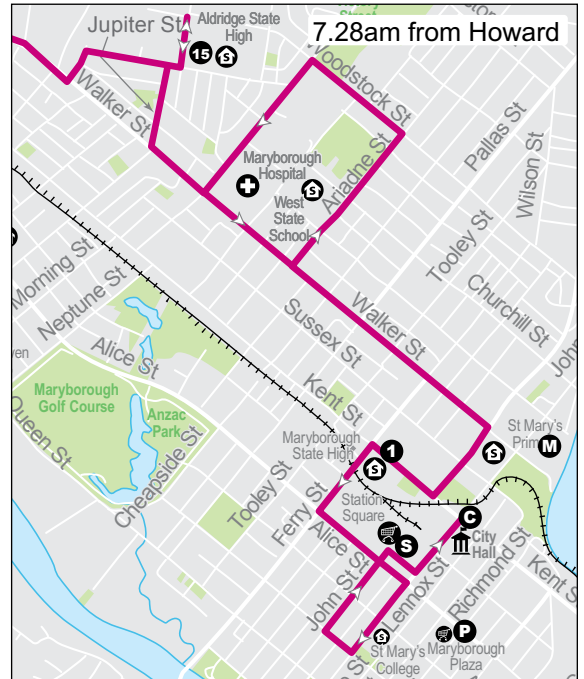 Aldridge State
High
7.28am from Howard
Jupiter St
15
S
Woodstock St
Walker St
Pallas St
Wilson St
Maryborough
Hospital
S
West
State
School
Ariadne St
Tooley St
Morning St
Neptune St
Churchill St
Walker St
Sussex St
Alice St
Kent St
ven
Maryborough
Golf Course
Anzac
Park
Queen St
Cheapside St
Maryborough
State High
1
S
S
St Mary's
Prim
M
Tooley St
Ferry St
Station
Square
S
C
City
Hall
Alice St
John St
Lennox St
Richmond St
Kent S
S
St Mary's
College
P
Maryborough
Plaza